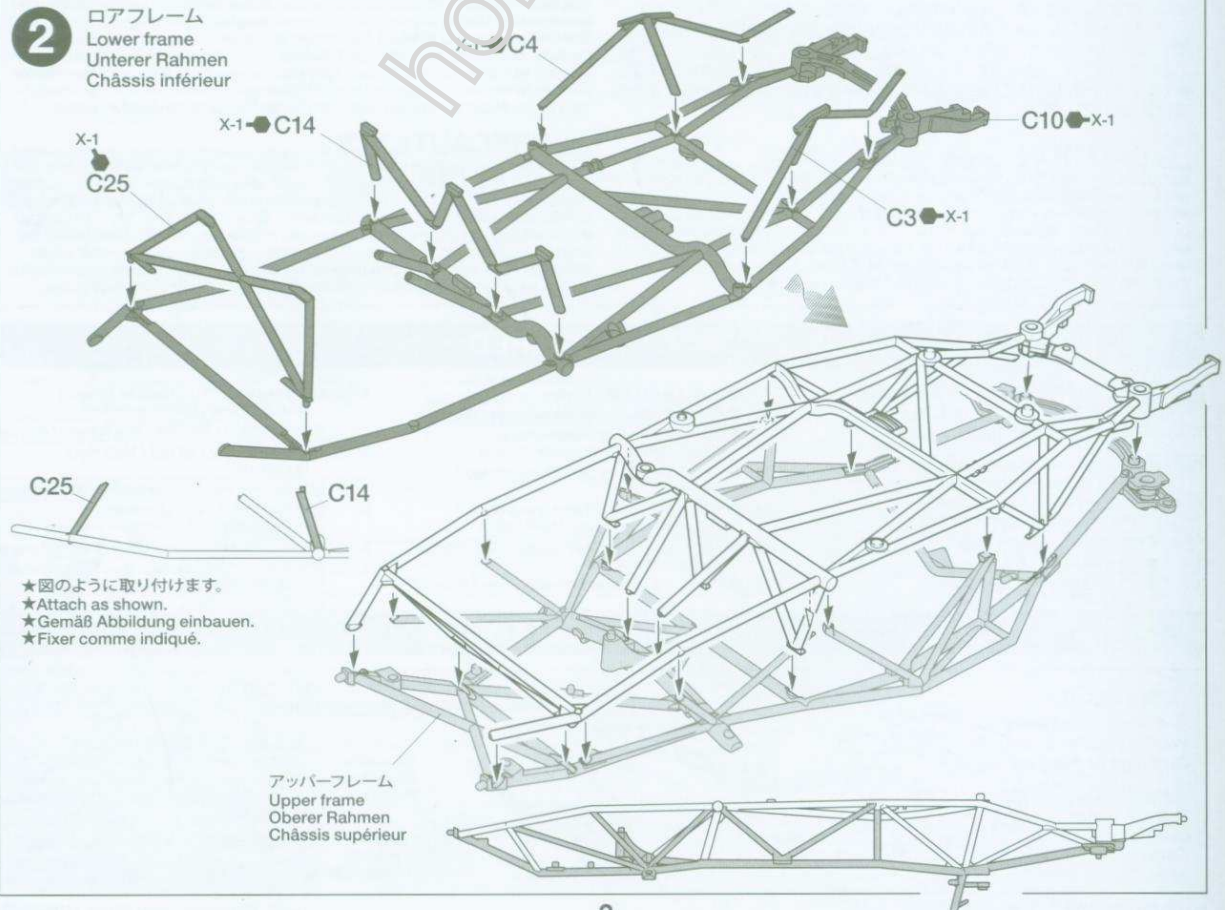 2
ロアフレーム
Lower frame
Unterer Rahmen
Châssis inférieur
C4
X-1 C14
X-1
C25
C10 X-1
C3 X-1
C25
C14
★図のように取り付けます。
★Attach as shown.
★Gemäß Abbildung einbauen.
★Fixer comme indiqué.
アッパーフレーム
Upper frame
Oberer Rahmen
Châssis supérieur